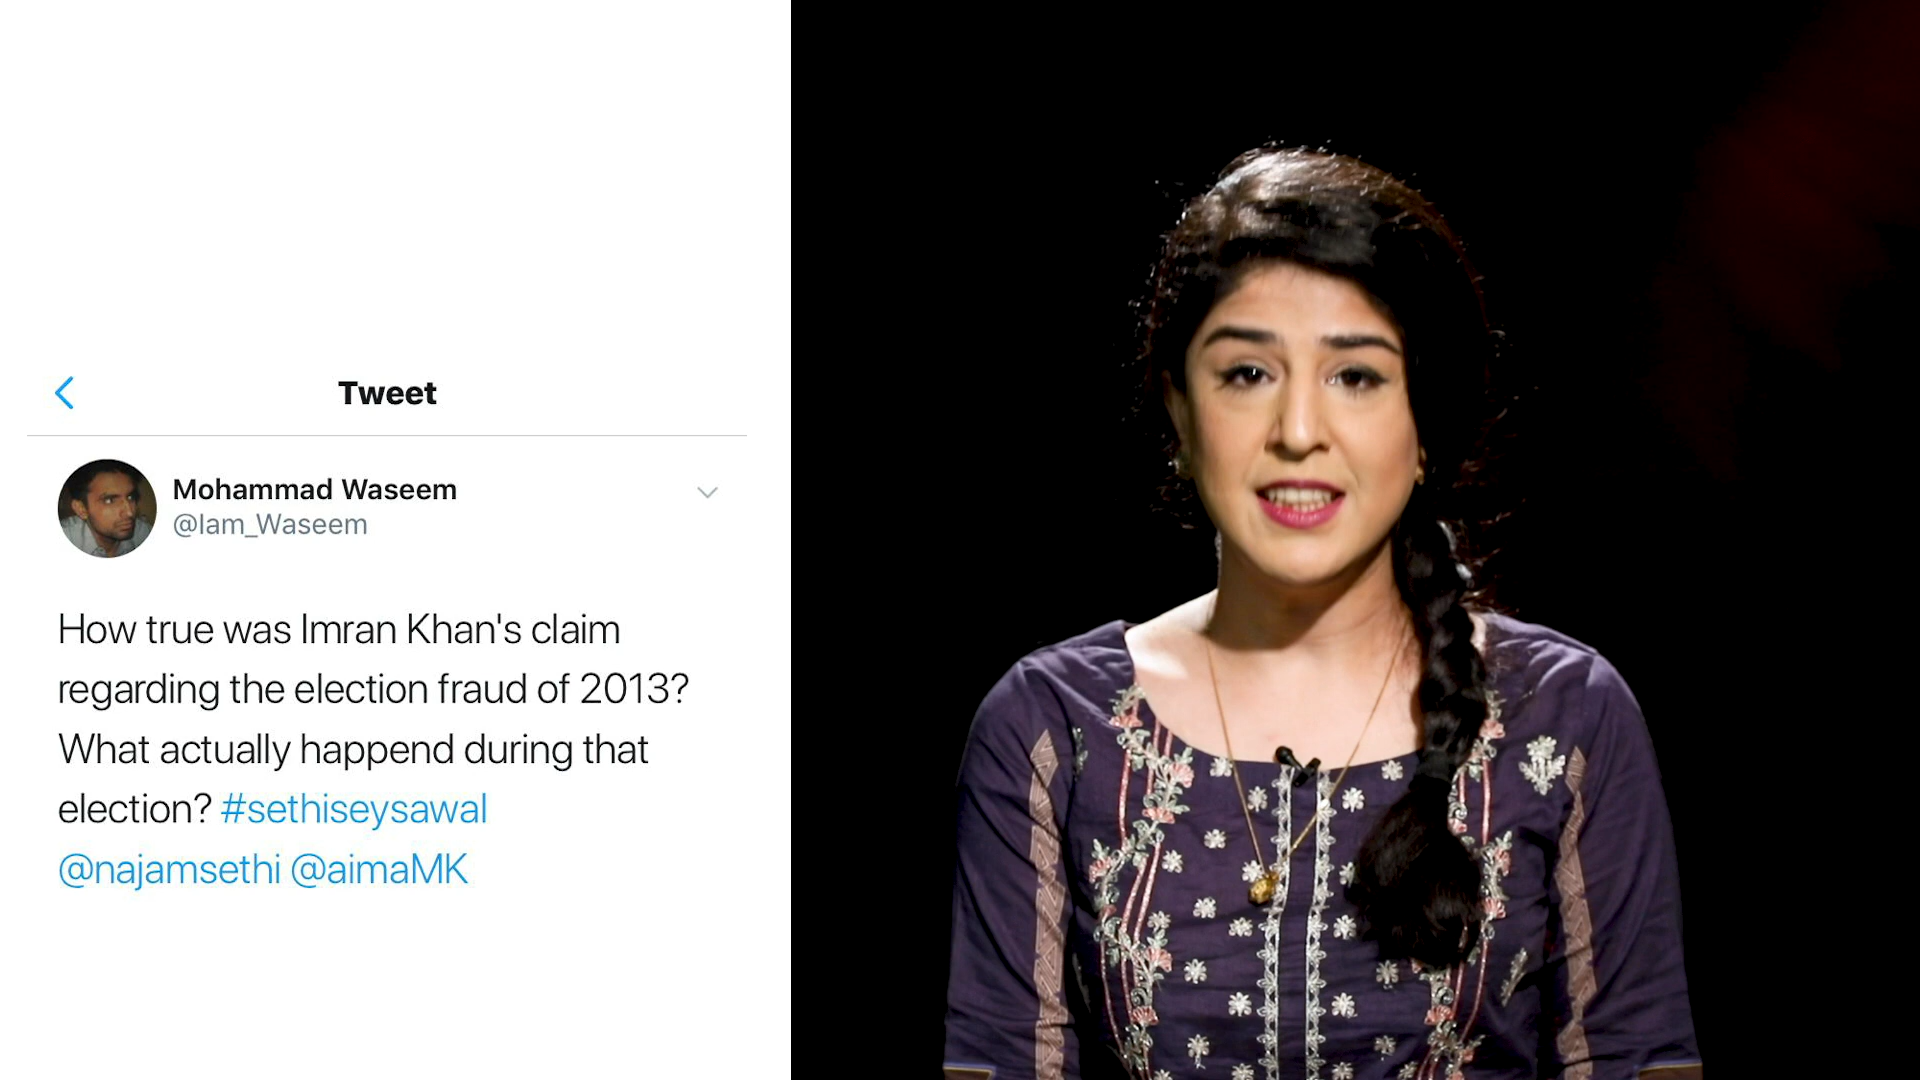 Tweet
Mohammad Waseem
@Iam_Waseem
How true was Imran Khan's claim
regarding the election fraud of 2013?
What actually happend during that
election? #sethiseysawal
@najamsethi @aimaMK